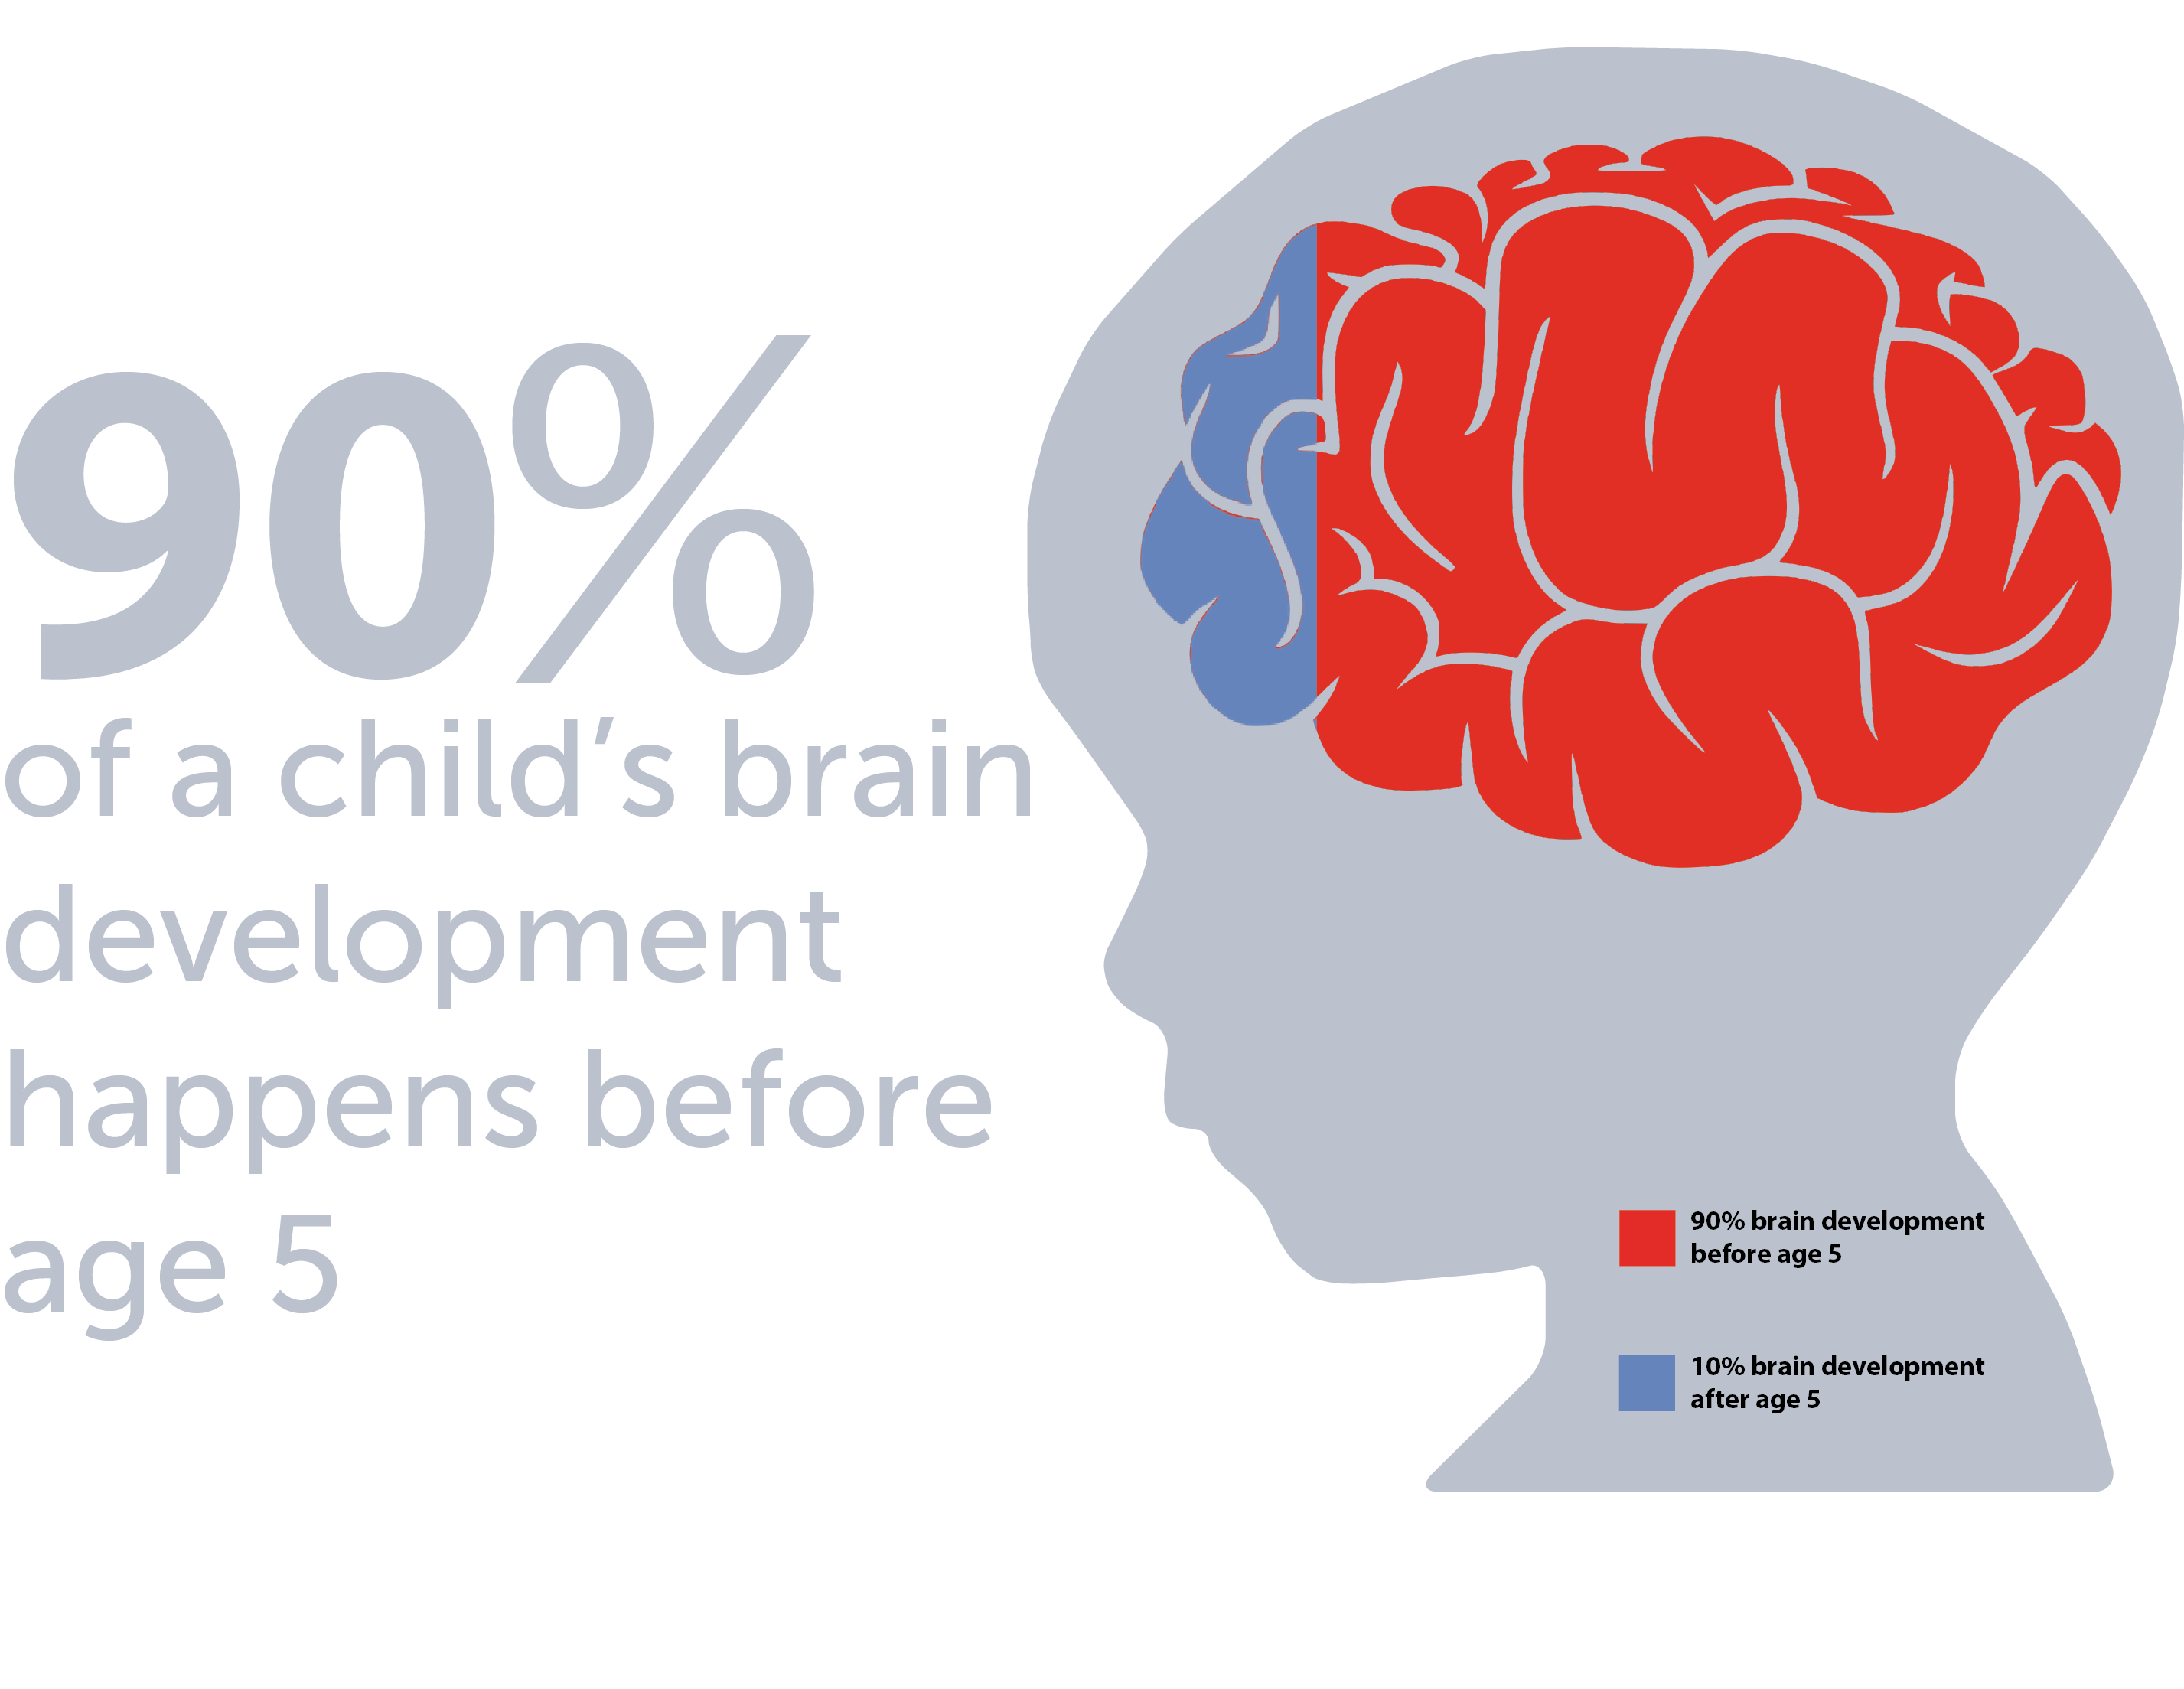 90%
of a child's brain
development
happens before
age 5
90% brain development
before age 5
10% brain development
after age 5